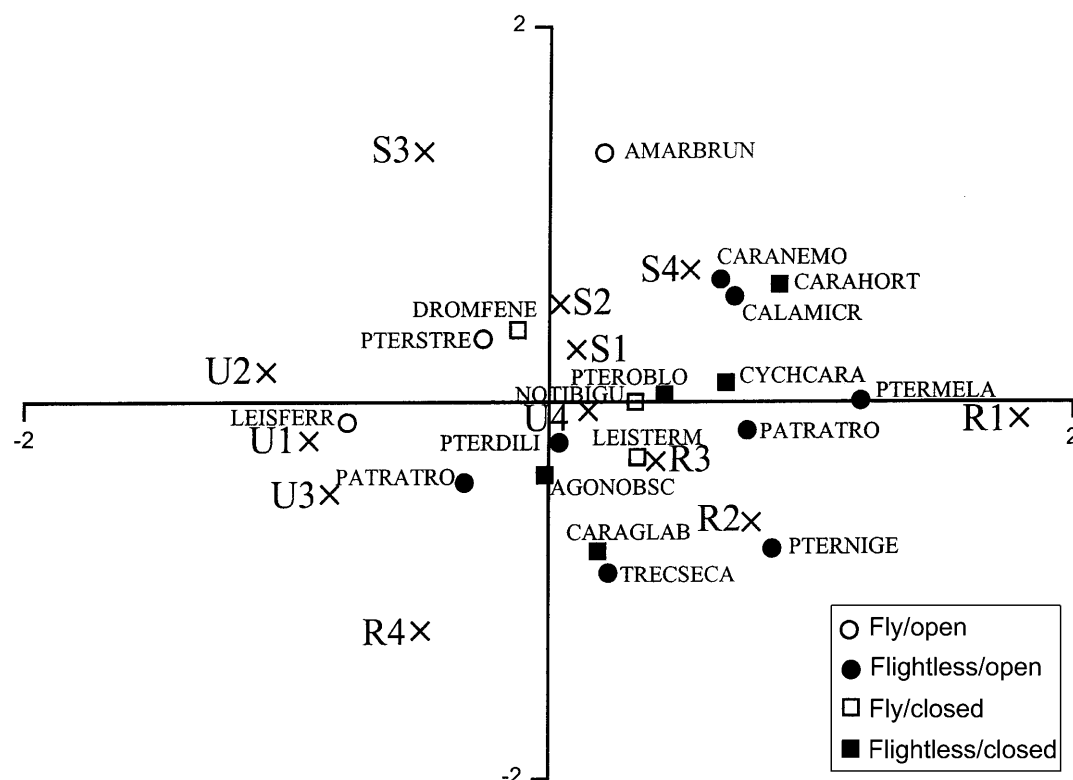 2
S3
AMARBRUN
CARANEMO
S4
CARAHORT
S2
DROMFENE
CALAMICR
PTERSTRE
S1
U2
PTEROBLO
CYCHCARA
NOTIBIGU
PTERMELA
-2
LEISFERR
U4
R1
2
U1
PTERDILI
LEISTERM
PATRATRO
R3
PATRATRO
AGONOBSC
U3
R2
CARAGLAB
PTERNIGE
TRECSECA
R4
Fly/open
Flightless/open
Fly/closed
Flightless/closed
-2